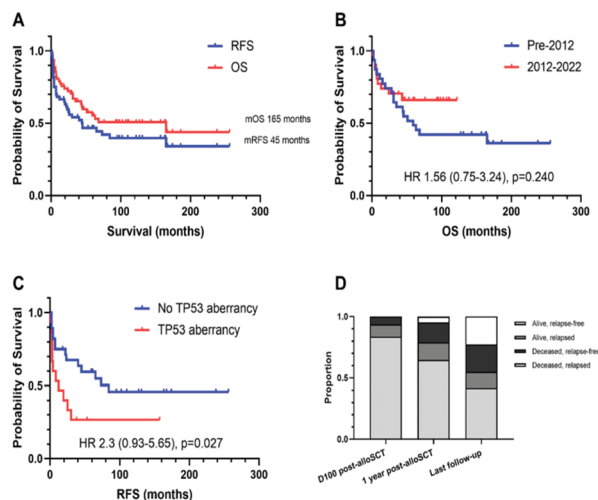 A
Probability of Survival
1.0
0.5
0.0
RFS
OS
mOS 165 months
mRFS 45 months
0
100
200
300
Survival (months)
B
Probability of Survival
1.0
0.5
0.0
Pre-2012
2012-2022
HR 1.56 (0.75-3.24), p=0.240
0
100
200
300
OS (months)
C
Probability of Survival
1.0
0.5
0.0
No TP53 aberrancy
TP53 aberrancy
HR 2.3 (0.93-5.65), p=0.027
0
100
200
300
RFS (months)
D
Proportion
1.0
0.5
0.0
D100 post-alloSCT
1 year post-alloSCT
Last follow-up
Alive, relapse-free
Alive, relapsed
Deceased, relapse-free
Deceased, relapsed